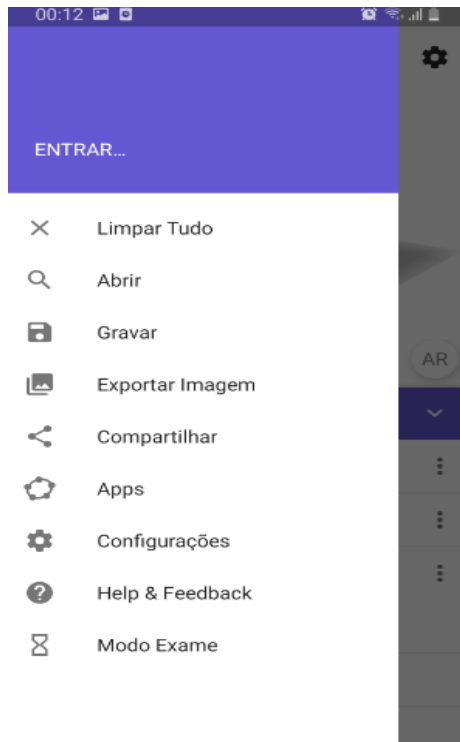 00:12
ENTRAR...
Limpar Tudo
Abrir
Gravar
Exportar Imagem
AR
Compartilhar
Apps
Configurações
Help & Feedback
Modo Exame